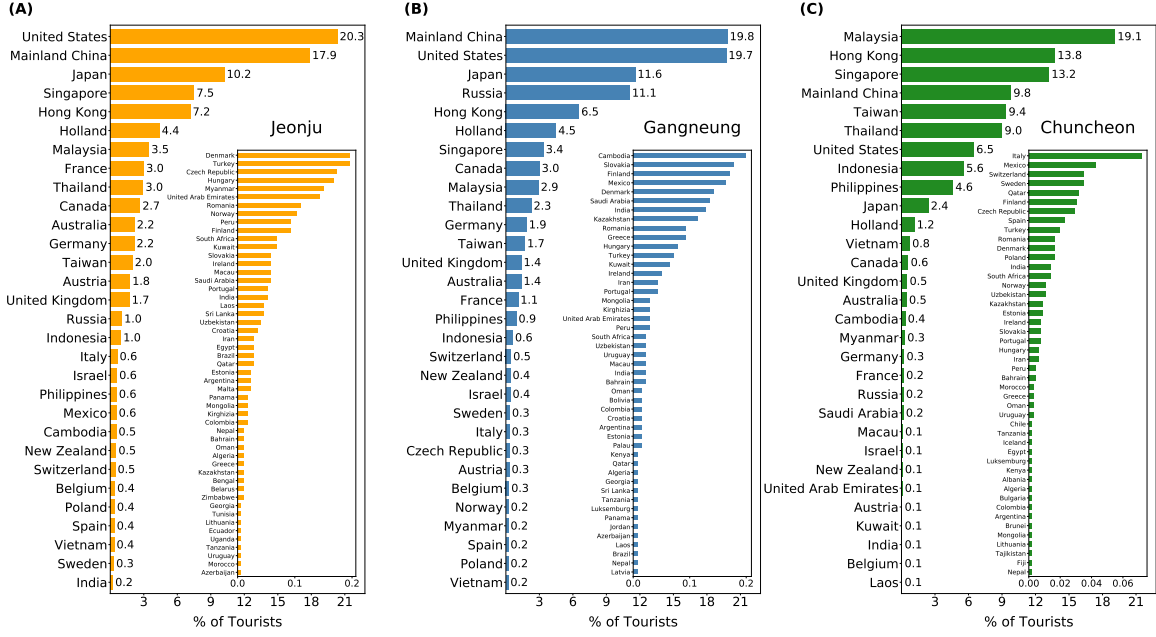 (A)
United States 20.3
Mainland China 17.9
Japan 10.2
Singapore 7.5
Hong Kong 7.2
Holland 4.4
Malaysia 3.5
France 3.0
Thailand 3.0
Canada 2.7
Australia 2.2
Germany 2.2
Taiwan 2.0
Austria 1.8
United Kingdom 1.7
Russia 1.0
Indonesia 1.0
Italy 0.6
Israel 0.6
Philippines 0.6
Mexico 0.6
Cambodia 0.5
New Zealand 0.5
Switzerland 0.5
Belgium 0.4
Poland 0.4
Spain 0.4
Vietnam 0.4
Sweden 0.3
India 0.2
3 6 9 12 15 18 21
% of Tourists
Jeonju
Denmark
Turkey
Czech Republic
Hungary
Myanmar
United Arab Emirates
Romania
Norway
Peru
Finland
South Africa
Kuwait
Slovakia
Ireland
Macau
Saudi Arabia
Portugal
India
Laos
Sri Lanka
Uzbekistan
Croatia
Iran
Egypt
Brazil
Qatar
Estonia
Argentina
Malta
Panama
Mongolia
Kirghizia
Colombia
Nepal
Bahrain
Oman
Algeria
Greece
Kazakhstan
Bengal
Belarus
Zimbabwe
Georgia
Tunisia
Lithuania
Ecuador
Uganda
Tanzania
Uruguay
Morocco
Azerbaijan
0.0 0.1 0.2
(B)
Mainland China 19.8
United States 19.7
Japan 11.6
Russia 11.1
Hong Kong 6.5
Holland 4.5
Singapore 3.4
Canada 3.0
Malaysia 2.9
Thailand 2.3
Germany 1.9
Taiwan 1.7
United Kingdom 1.4
Australia 1.4
France 1.1
Philippines 0.9
Indonesia 0.6
Switzerland 0.5
New Zealand 0.4
Israel 0.4
Sweden 0.3
Italy 0.3
Czech Republic 0.3
Austria 0.3
Belgium 0.3
Norway 0.2
Myanmar 0.2
Spain 0.2
Poland 0.2
Vietnam 0.2
3 6 9 12 15 18 21
% of Tourists
Gangneung
Cambodia
Slovakia
Finland
Mexico
Denmark
Saudi Arabia
India
Kazakhstan
Romania
Greece
Hungary
Turkey
Kuwait
Ireland
Iran
Portugal
Mongolia
Kirghizia
United Arab Emirates
Peru
South Africa
Uzbekistan
Uruguay
Macau
India
Bahrain
Oman
Bolivia
Colombia
Croatia
Argentina
Estonia
Palau
Kenya
Qatar
Algeria
Georgia
Sri Lanka
Tanzania
Luksemburg
Panama
Jordan
Azerbaijan
Laos
Brazil
Nepal
Latvia
0.0 0.1 0.2
(C)
Malaysia 19.1
Hong Kong 13.8
Singapore 13.2
Mainland China 9.8
Taiwan 9.4
Thailand 9.0
United States 6.5
Indonesia 5.6
Philippines 4.6
Japan 2.4
Holland 1.2
Vietnam 0.8
Canada 0.6
United Kingdom 0.5
Australia 0.5
Cambodia 0.4
Myanmar 0.3
Germany 0.3
France 0.2
Russia 0.2
Saudi Arabia 0.2
Macau 0.1
Israel 0.1
New Zealand 0.1
United Arab Emirates 0.1
Austria 0.1
Kuwait 0.1
India 0.1
Belgium 0.1
Laos 0.1
3 6 9 12 15 18 21
% of Tourists
Chuncheon
Italy
Mexico
Switzerland
Sweden
Qatar
Finland
Czech Republic
Spain
Turkey
Romania
Denmark
Poland
India
South Africa
Norway
Uzbekistan
Kazakhstan
Estonia
Ireland
Slovakia
Portugal
Hungary
Iran
Peru
Bahrain
Morocco
Greece
Oman
Uruguay
Chile
Tanzania
Iceland
Egypt
Luksemburg
Kenya
Albania
Algeria
Bulgaria
Colombia
Argentina
Brunei
Mongolia
Lithuania
Tajikistan
Fiji
Nepal
0.00 0.02 0.04 0.06